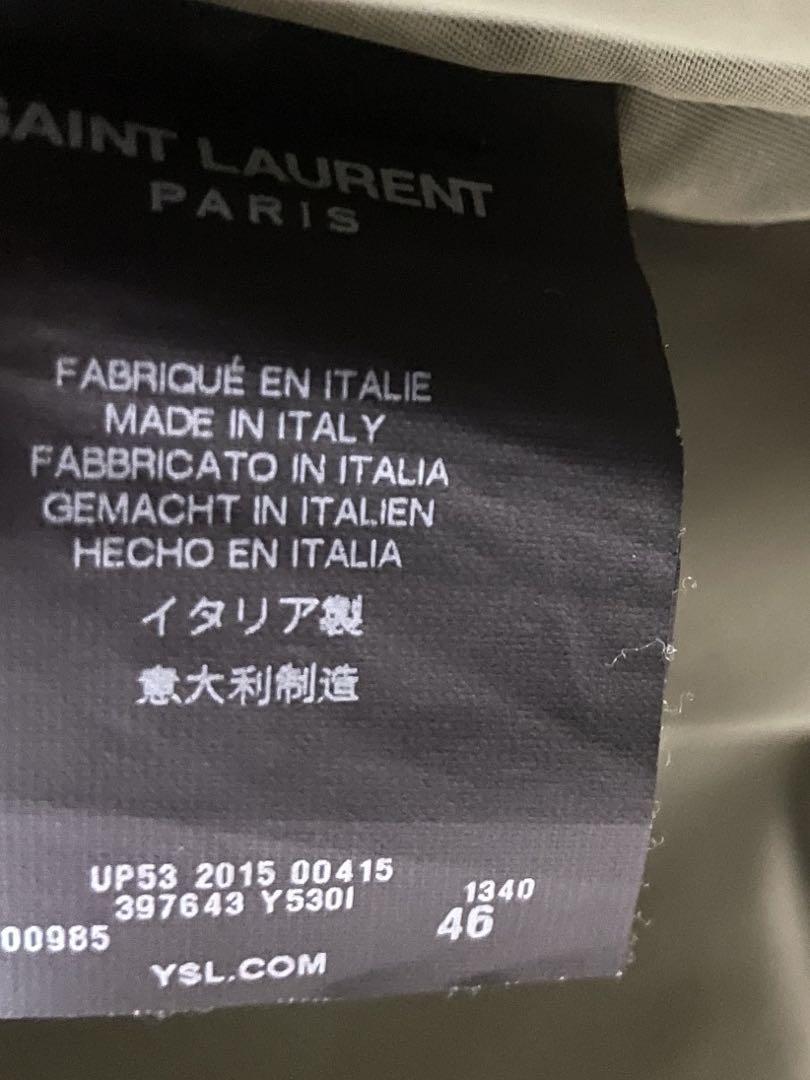 SAINT LAURENT
PARIS
FABRIQUÉ EN ITALIE
MADE IN ITALY
FABBRICATO IN ITALIA
GEMACHT IN ITALIEN
HECHO EN ITALIA
イタリア製
意大利制造
UP53 2015 00415
397643 Y530I 1340
00985 46
YSL.COM